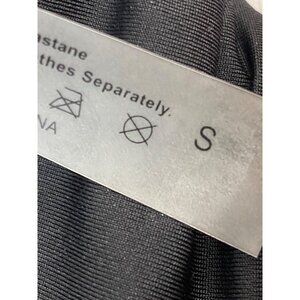 astane
thes Separately.
S
NA